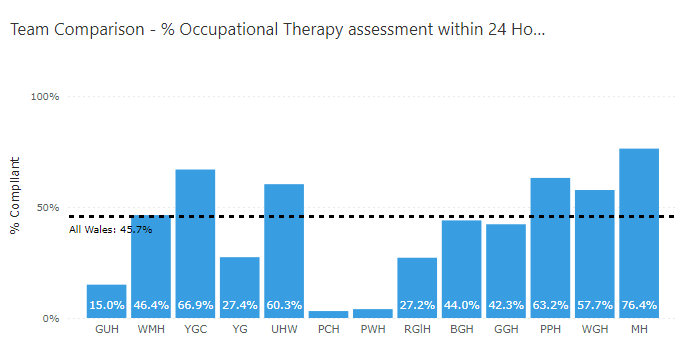 Team Comparison - % Occupational Therapy assessment within 24 Ho...
100%
% Compliant
50%
All Wales: 45.7%
15.0% 46.4% 66.9% 27.4% 60.3% 27.2% 44.0% 42.3% 63.2% 57.7% 76.4%
0%
GUH WMH YGC YG UHW PCH PWH RGlH BGH GGH PPH WGH MH